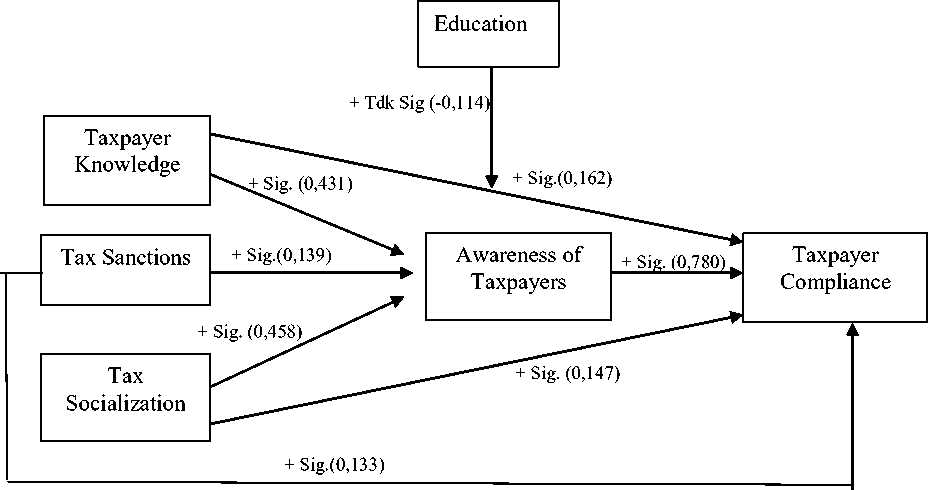 Education
+ Tdk Sig (-0,114)
Taxpayer
Knowledge
+ Sig.(0,162)
+ Sig. (0,431)
Tax Sanctions
+ Sig.(0,139)
Awareness of
Taxpayers
+ Sig. (0,780)
Taxpayer
Compliance
+ Sig. (0,458)
Tax
Socialization
+ Sig. (0,147)
+ Sig.(0,133)